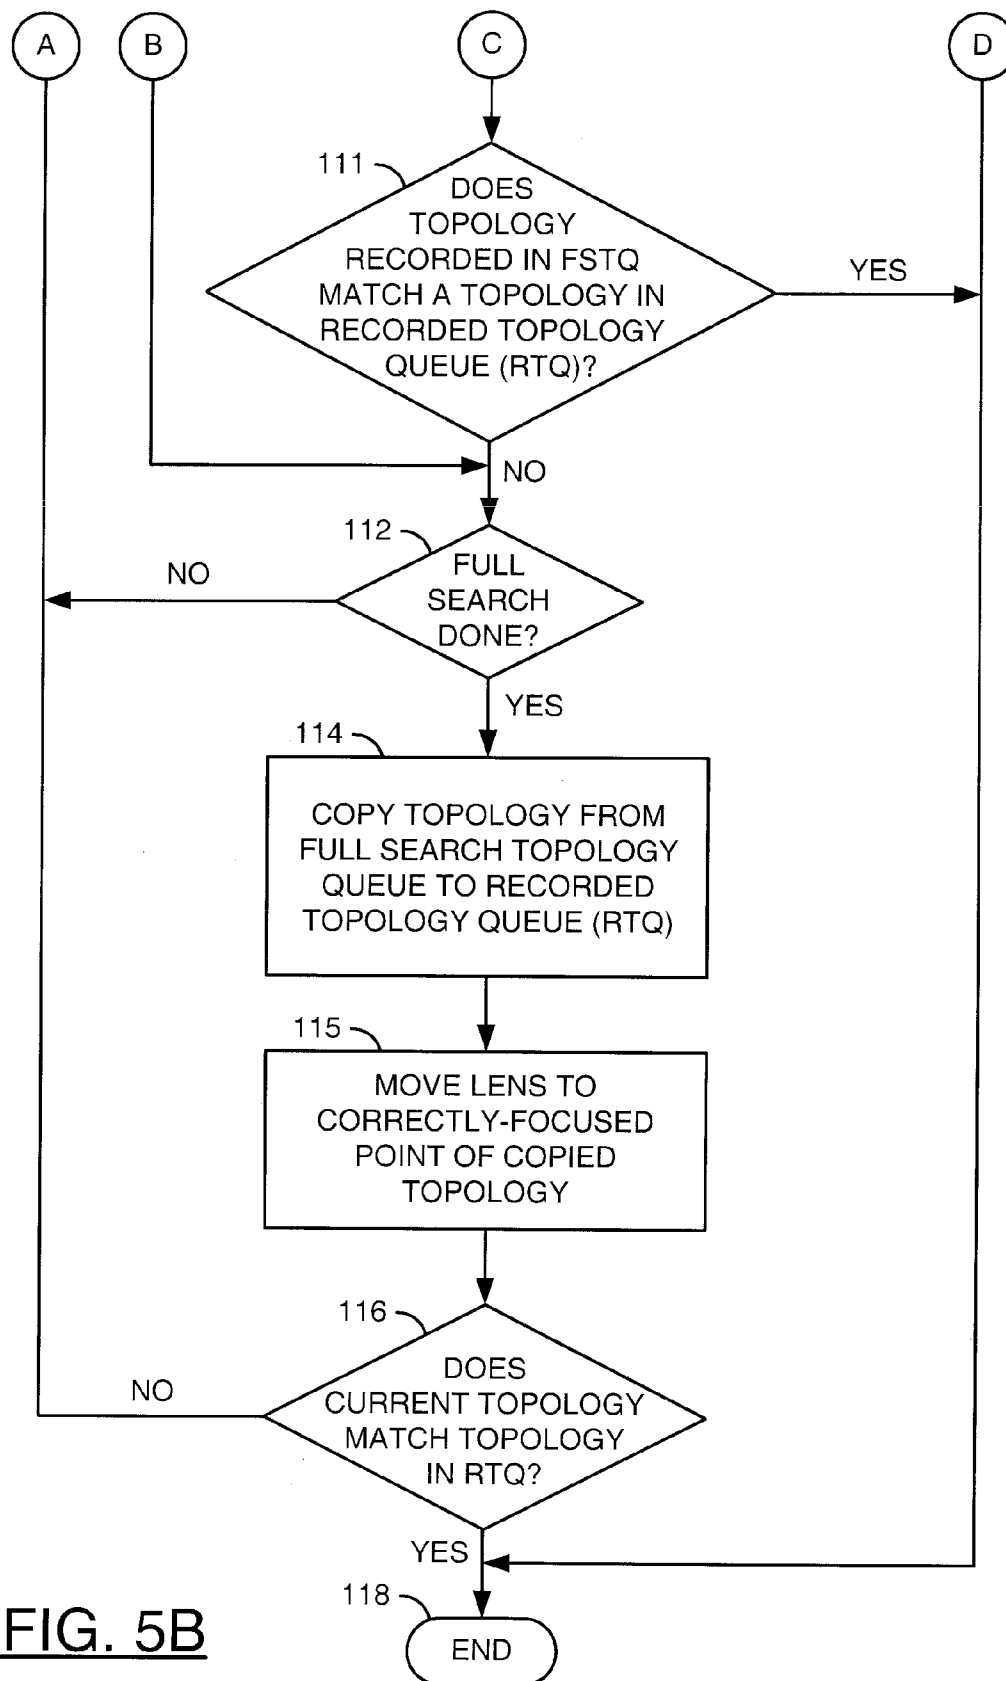 A
B
C
D
111
DOES
TOPOLOGY
RECORDED IN FSTQ
MATCH A TOPOLOGY IN
RECORDED TOPOLOGY
QUEUE (RTQ)?
YES
NO
112
FULL
SEARCH
DONE?
NO
YES
114
COPY TOPOLOGY FROM
FULL SEARCH TOPOLOGY
QUEUE TO RECORDED
TOPOLOGY QUEUE (RTQ)
115
MOVE LENS TO
CORRECTLY-FOCUSED
POINT OF COPIED
TOPOLOGY
116
DOES
CURRENT TOPOLOGY
MATCH TOPOLOGY
IN RTQ?
NO
YES
118
END
FIG. 5B